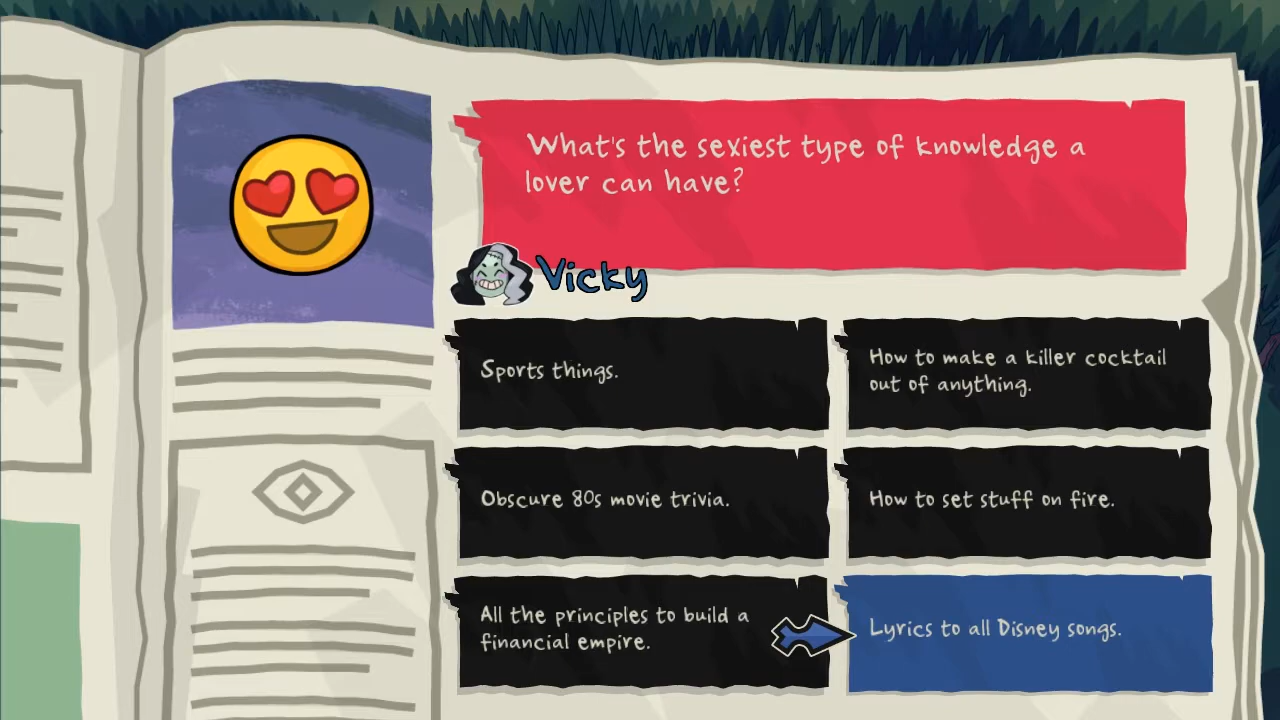 What's the sexiest type of knowledge a
lover can have?
Vicky
Sports things.
How to make a killer cocktail
out of anything.
Obscure 80s movie trivia.
How to set stuff on fire.
All the principles to build a
financial empire.
Lyrics to all Disney songs.